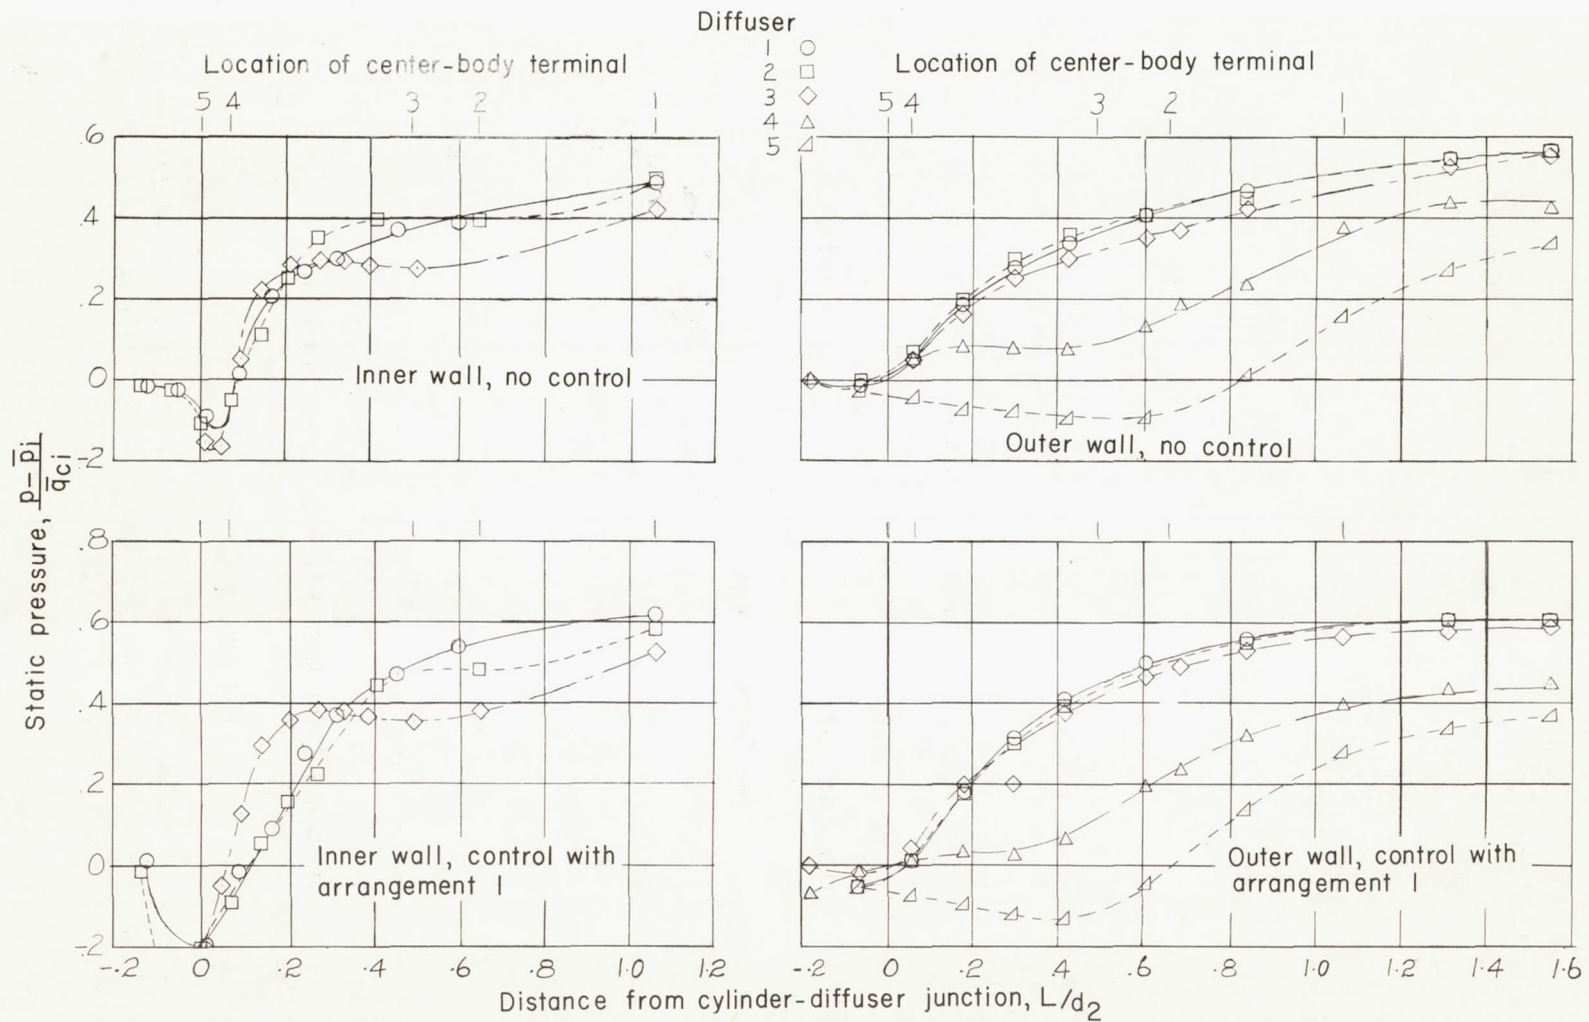 Diffuser
1
2
3
4
5
Location of center-body terminal
5 4 3 2 1
Location of center-body terminal
5 4 3 2 1
.6
.4
.2
0
-.2
Inner wall, no control
Outer wall, no control
Static pressure, p̅-p̅i / q̅ci
.8
.6
.4
.2
0
-.2
Inner wall, control with
arrangement 1
Outer wall, control with
arrangement 1
-.2 0 .2 .4 .6 .8 1.0 1.2
-.2 0 .2 .4 .6 .8 1.0 1.2 1.4 1.6
Distance from cylinder-diffuser junction, L/d2